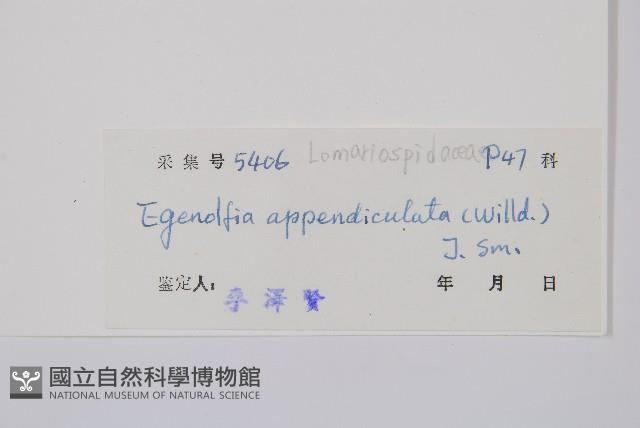 采集号 5406 Lomariospidaceae P47 科
Egenolfia appendiculata (Willd.)
J. Sm.
鉴定人: 李泽贤 年 月 日
國立自然科學博物館
NATIONAL MUSEUM OF NATURAL SCIENCE